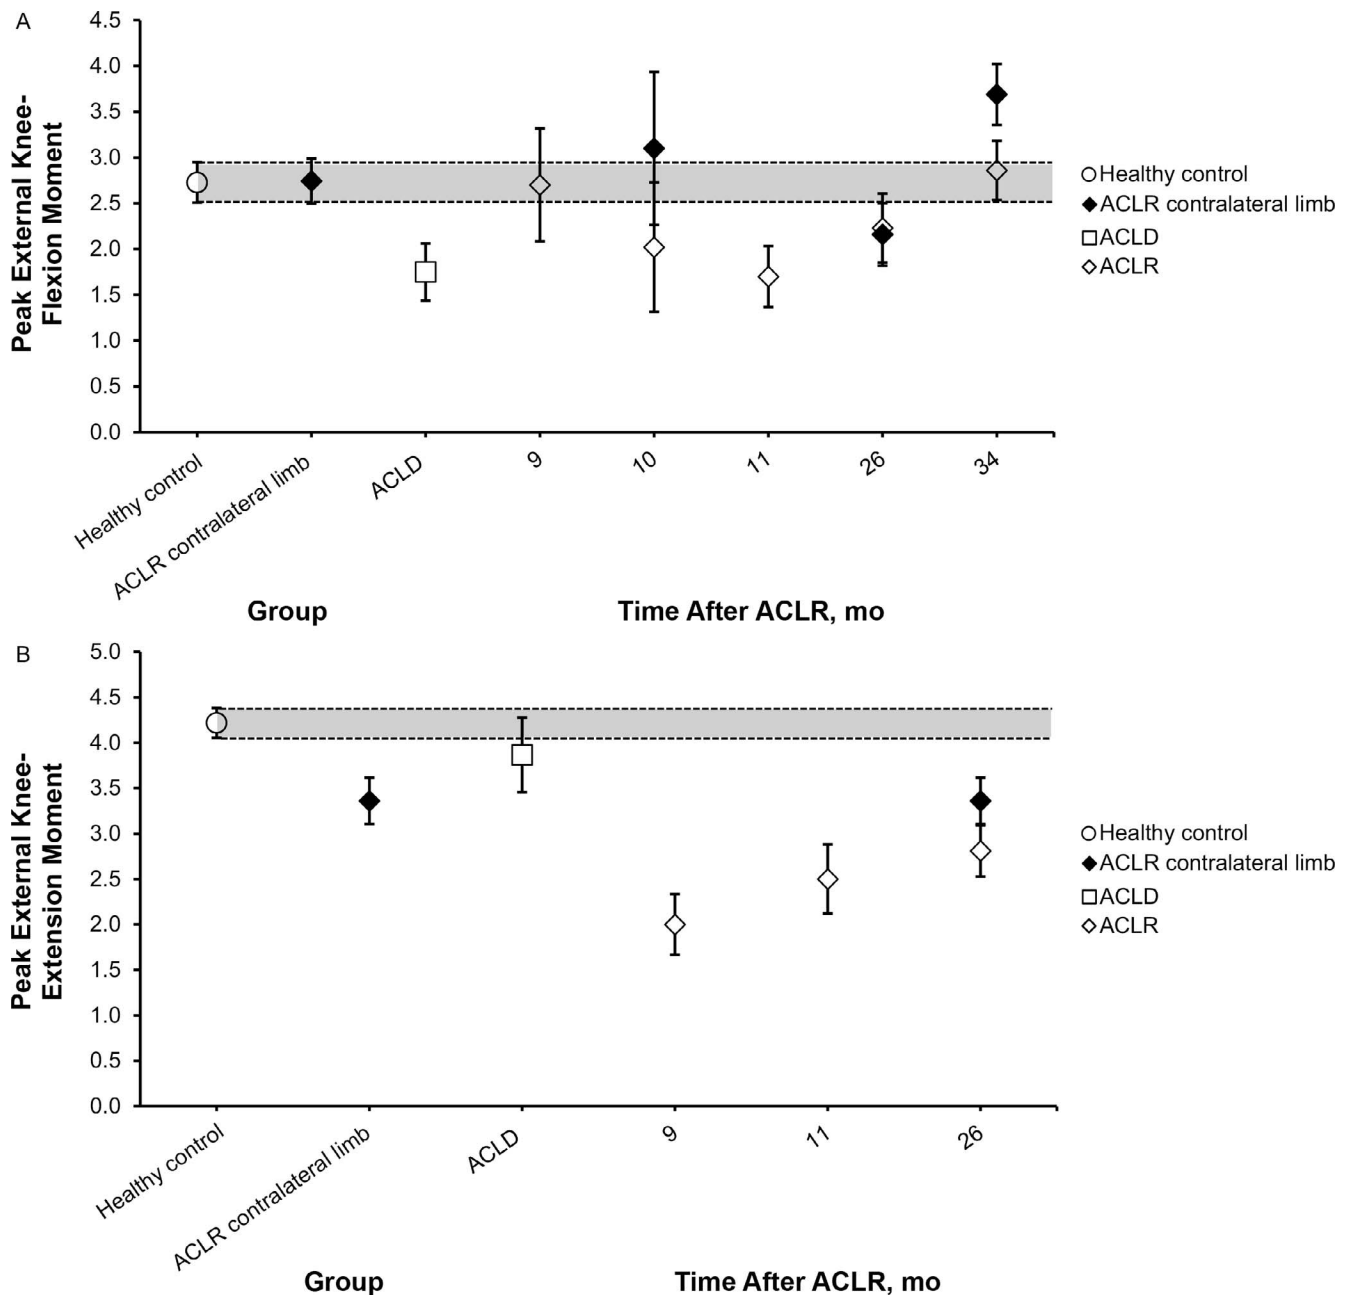 A
4.5
4.0
3.5
3.0
2.5
2.0
1.5
1.0
0.5
0.0
Peak External Knee-
Flexion Moment
Healthy control
ACLR contralateral limb
ACLD
9
10
11
26
34
Group
Time After ACLR, mo
Healthy control
ACLR contralateral limb
ACLD
ACLR
B
5.0
4.5
4.0
3.5
3.0
2.5
2.0
1.5
1.0
0.5
0.0
Peak External Knee-
Extension Moment
Healthy control
ACLR contralateral limb
ACLD
9
11
26
Group
Time After ACLR, mo
Healthy control
ACLR contralateral limb
ACLD
ACLR